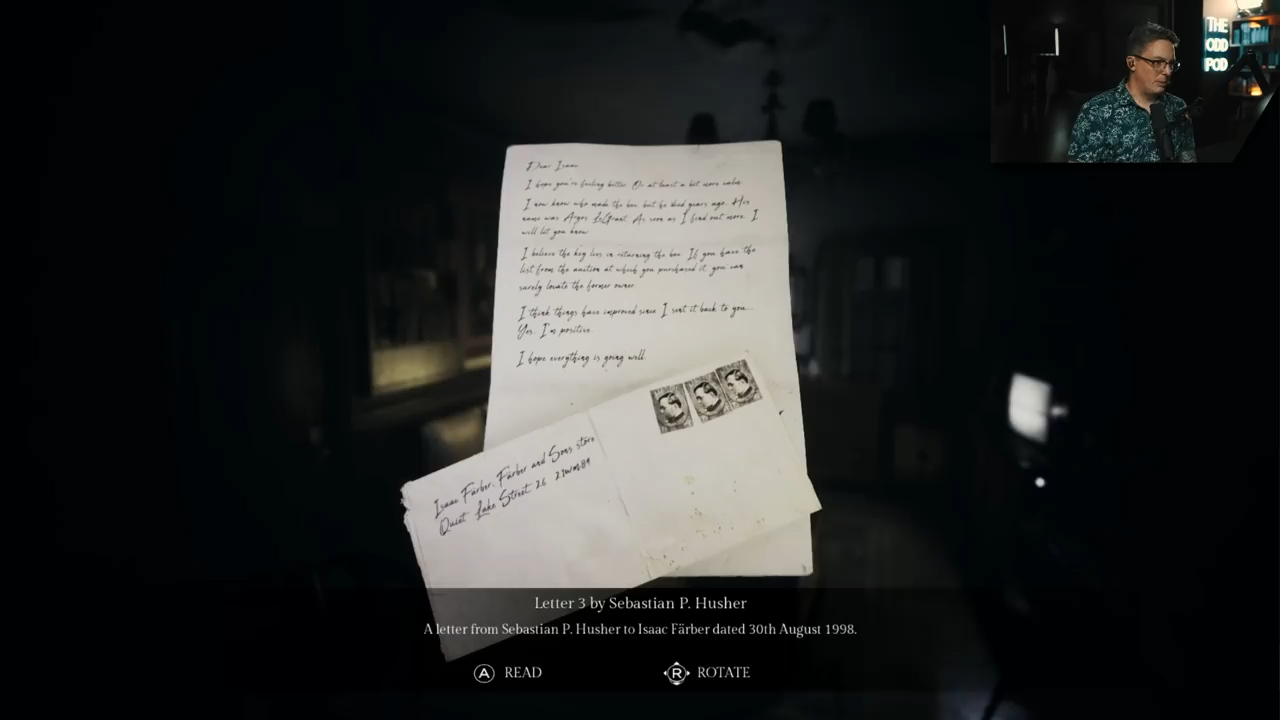 THE
ODD
POD
Dear Isaac
I hope you're feeling better. Or at least a bit more calm.
I now know who made the box, but he died years ago. His
name was Argos LeGrant. As soon as I find out more, I
will let you know
I believe the key lies in returning the box. If you have the
list from the auction at which you purchased it you can
surely locate the former owner
I think things have improved since I sent it back to you...
Yes, I'm positive.
I hope everything is going well.
Isaac Färber, Färber and Sons store
Quiet Lake Street 26
Letter 3 by Sebastian P. Husher
A letter from Sebastian P. Husher to Isaac Färber dated 30th August 1998.
A READ
R ROTATE